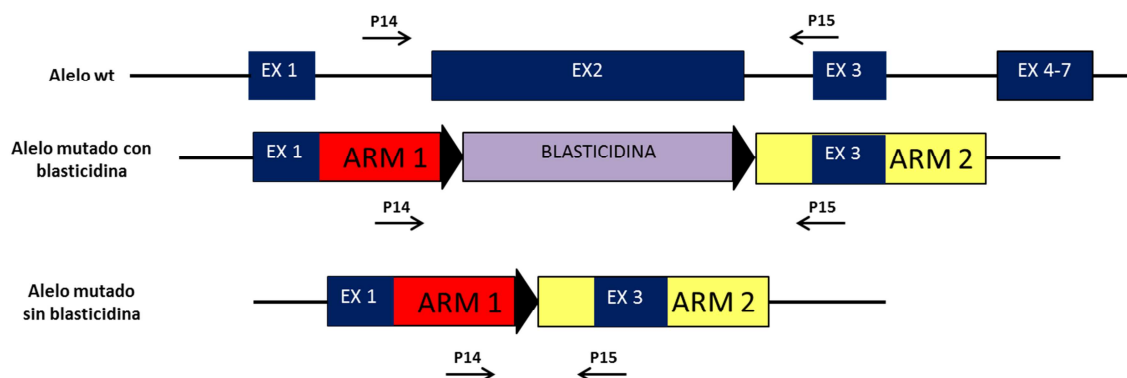 P14
P15
Alelo wt
EX 1
EX2
EX 3
EX 4-7
Alelo mutado con
blasticidina
EX 1
ARM 1
BLASTICIDINA
EX 3
ARM 2
P14
P15
Alelo mutado
sin blasticidina
EX 1
ARM 1
EX 3
ARM 2
P14
P15